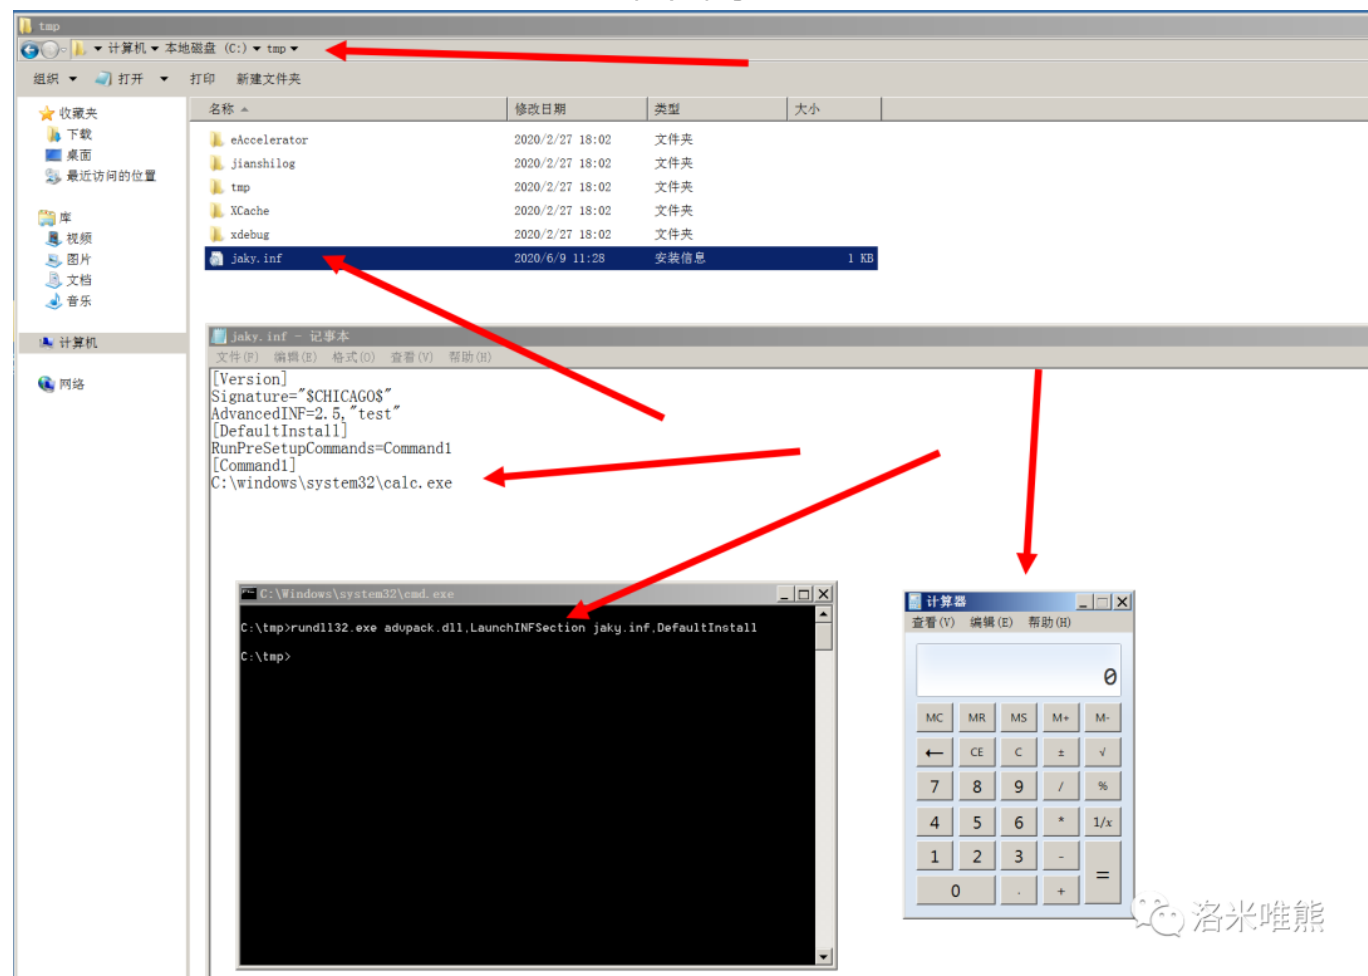 tmp
计算机 本地磁盘 (C:) tmp
组织 打开 打印 新建文件夹
名称 修改日期 类型 大小
收藏夹
下载
桌面
最近访问的位置
库
视频
图片
文档
音乐
计算机
网络
eAccelerator 2020/2/27 18:02 文件夹
jianshilog 2020/2/27 18:02 文件夹
tmp 2020/2/27 18:02 文件夹
XCache 2020/2/27 18:02 文件夹
xdebug 2020/2/27 18:02 文件夹
jaky.inf 2020/6/9 11:28 安装信息 1 KB
jaky.inf - 记事本
文件(F) 编辑(E) 格式(O) 查看(V) 帮助(H)
[Version]
Signature="$CHICAGO$"
AdvancedINF=2.5,"test"
[DefaultInstall]
RunPreSetupCommands=Command1
[Command1]
C:\windows\system32\calc.exe
C:\Windows\system32\cmd.exe
C:\tmp>rundll32.exe advpack.dll,LaunchINFSection jaky.inf,DefaultInstall
C:\tmp>
计算器
查看(V) 编辑(E) 帮助(H)
0
MC MR MS M+ M-
← CE C ± √
7 8 9 / %
4 5 6 * 1/x
1 2 3 - =
0 . +
洛米唯熊